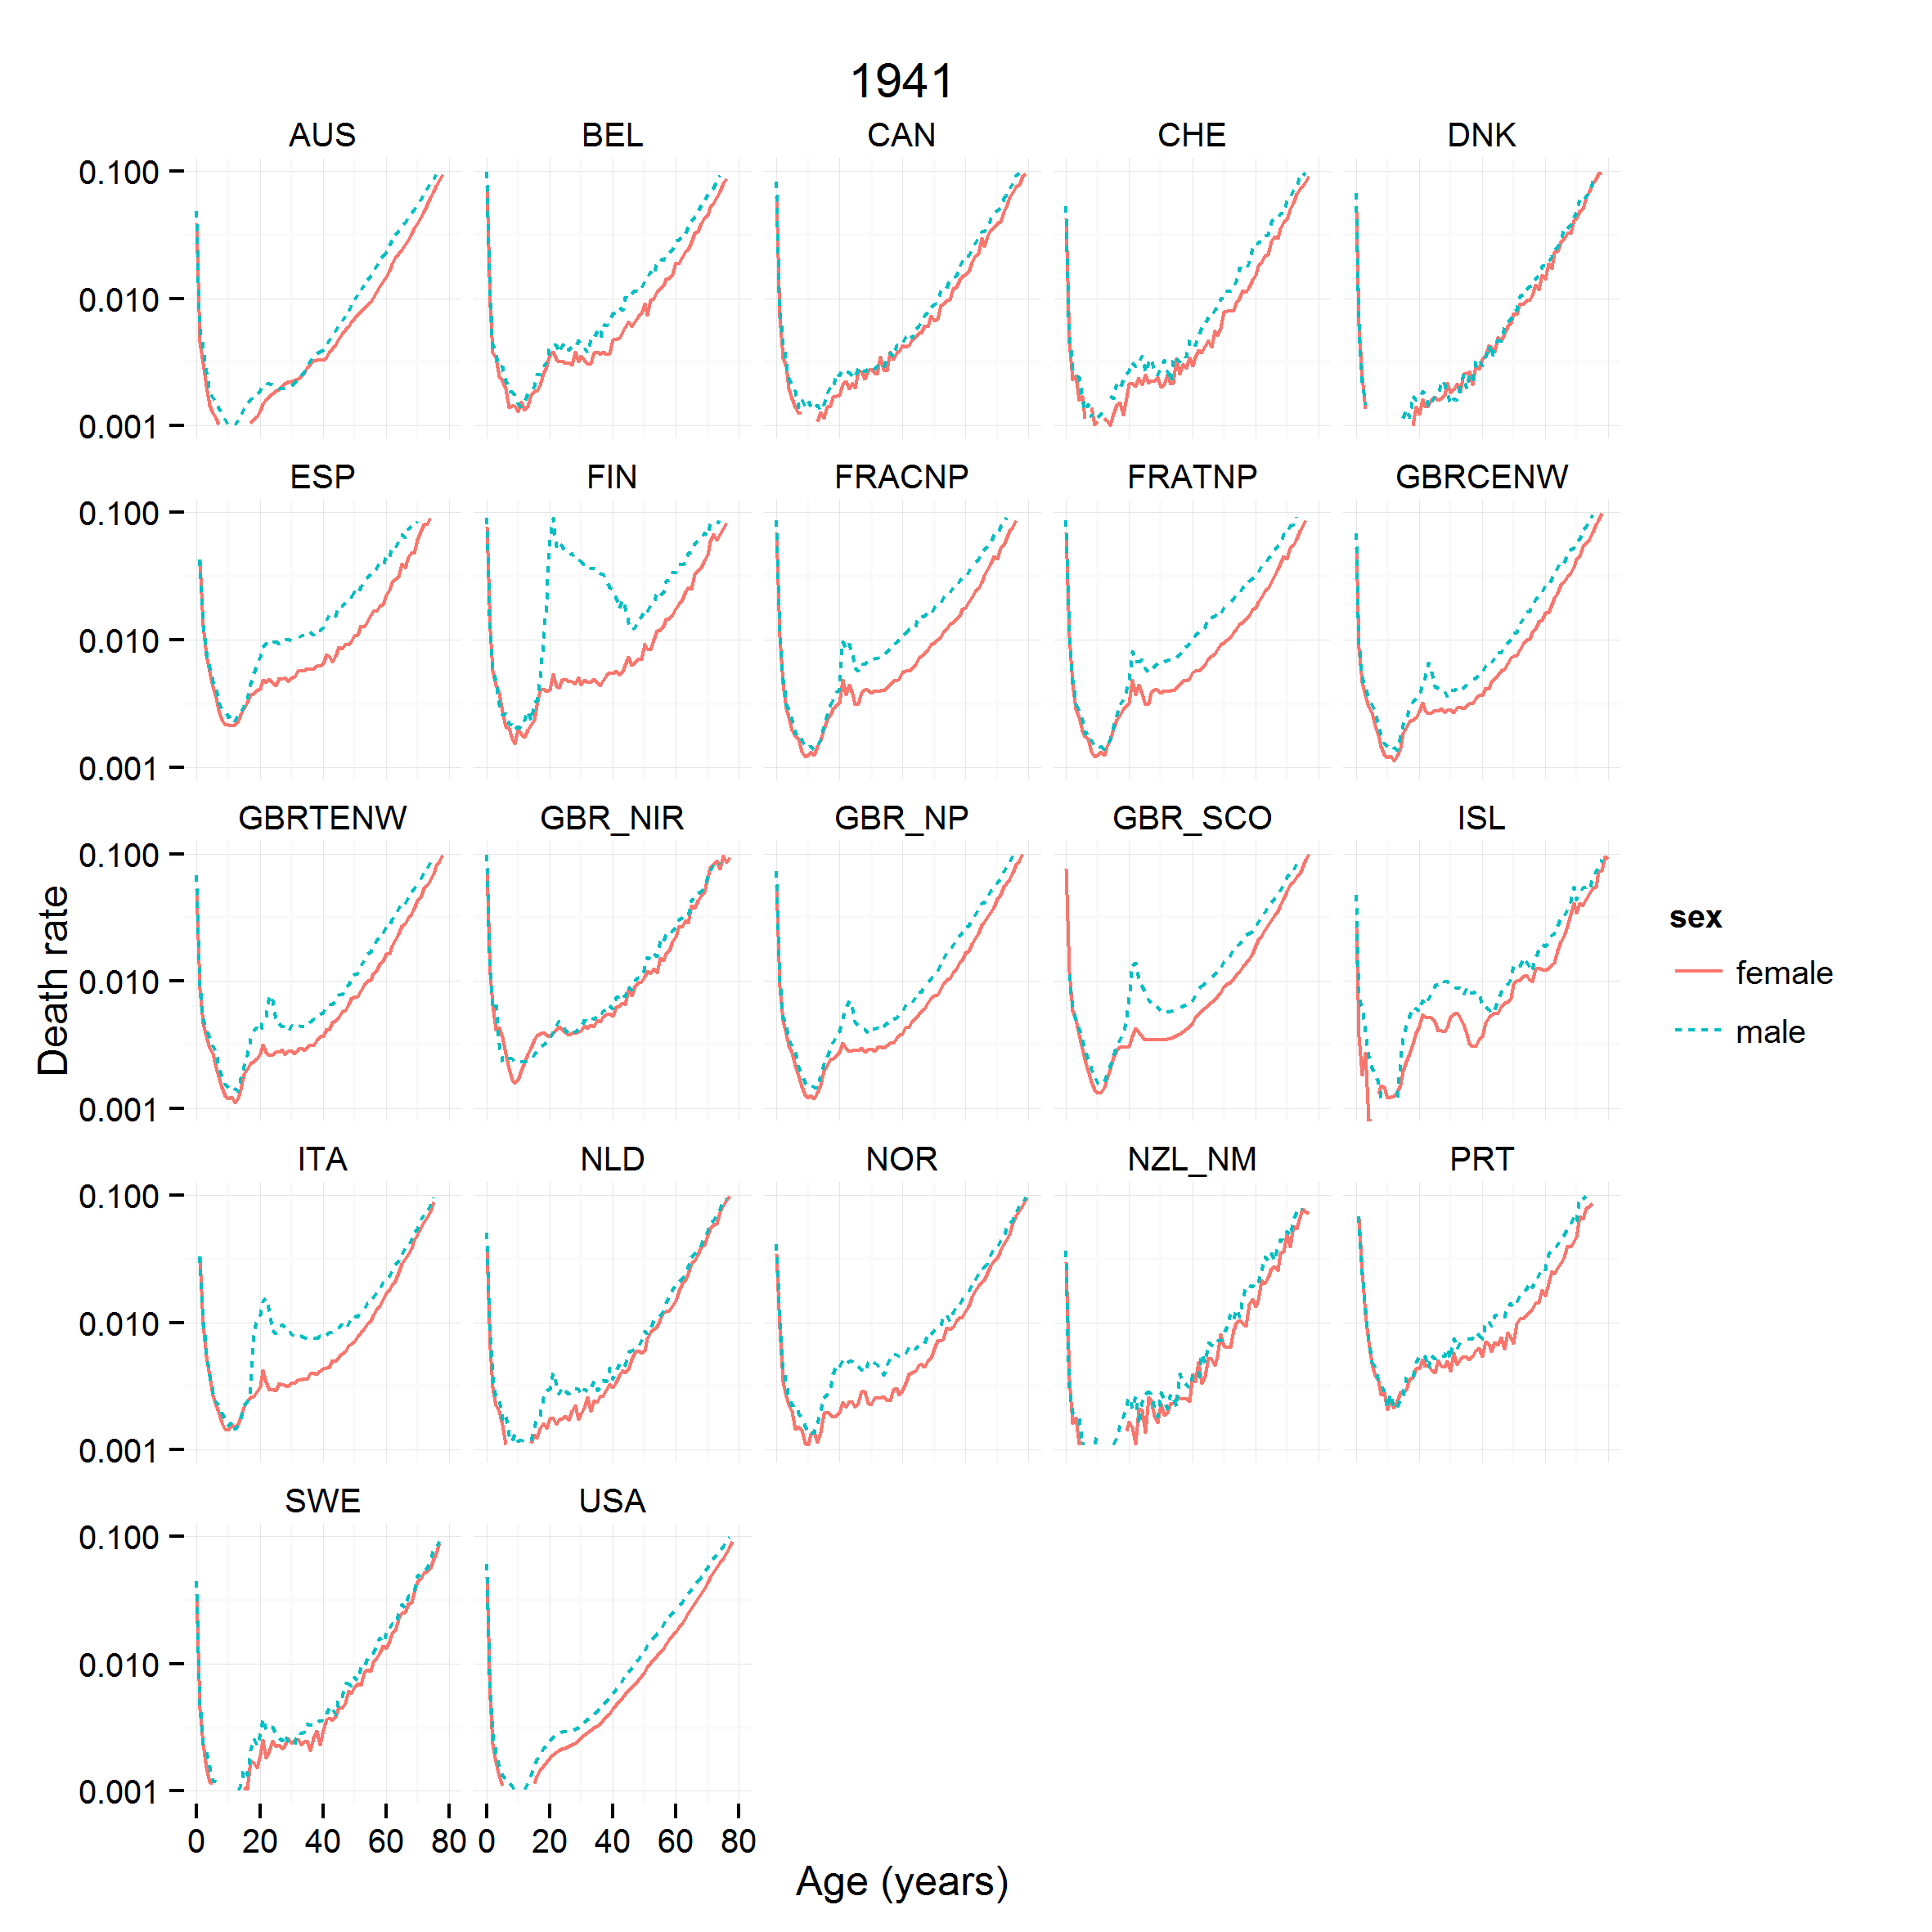 1941
AUS BEL CAN CHE DNK
0.100
0.010
0.001
ESP FIN FRACNP FRATNP GBRCENW
0.100
0.010
0.001
GBRTENW GBR_NIR GBR_NP GBR_SCO ISL
0.100
0.010
0.001
ITA NLD NOR NZL_NM PRT
0.100
0.010
0.001
SWE USA
0.100
0.010
0.001
0 20 40 60 80 0 20 40 60 80
Age (years)
Death rate
sex
female
male